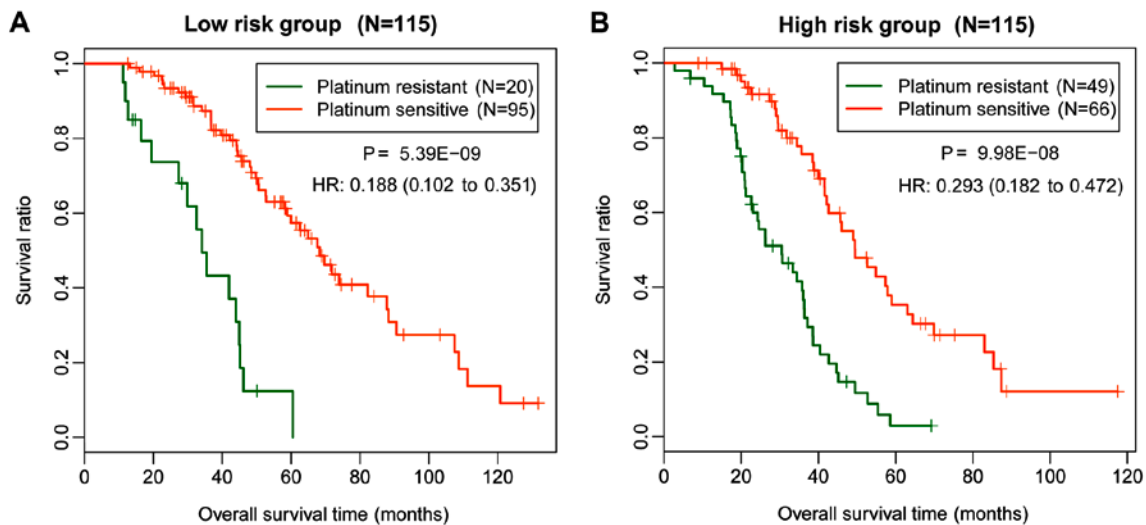 A
Low risk group (N=115)
Survival ratio
0.0 0.2 0.4 0.6 0.8 1.0
Platinum resistant (N=20)
Platinum sensitive (N=95)
P= 5.39E−09
HR: 0.188 (0.102 to 0.351)
0 20 40 60 80 100 120
Overall survival time (months)
B
High risk group (N=115)
Survival ratio
0.0 0.2 0.4 0.6 0.8 1.0
Platinum resistant (N=49)
Platinum sensitive (N=66)
P= 9.98E−08
HR: 0.293 (0.182 to 0.472)
0 20 40 60 80 100 120
Overall survival time (months)